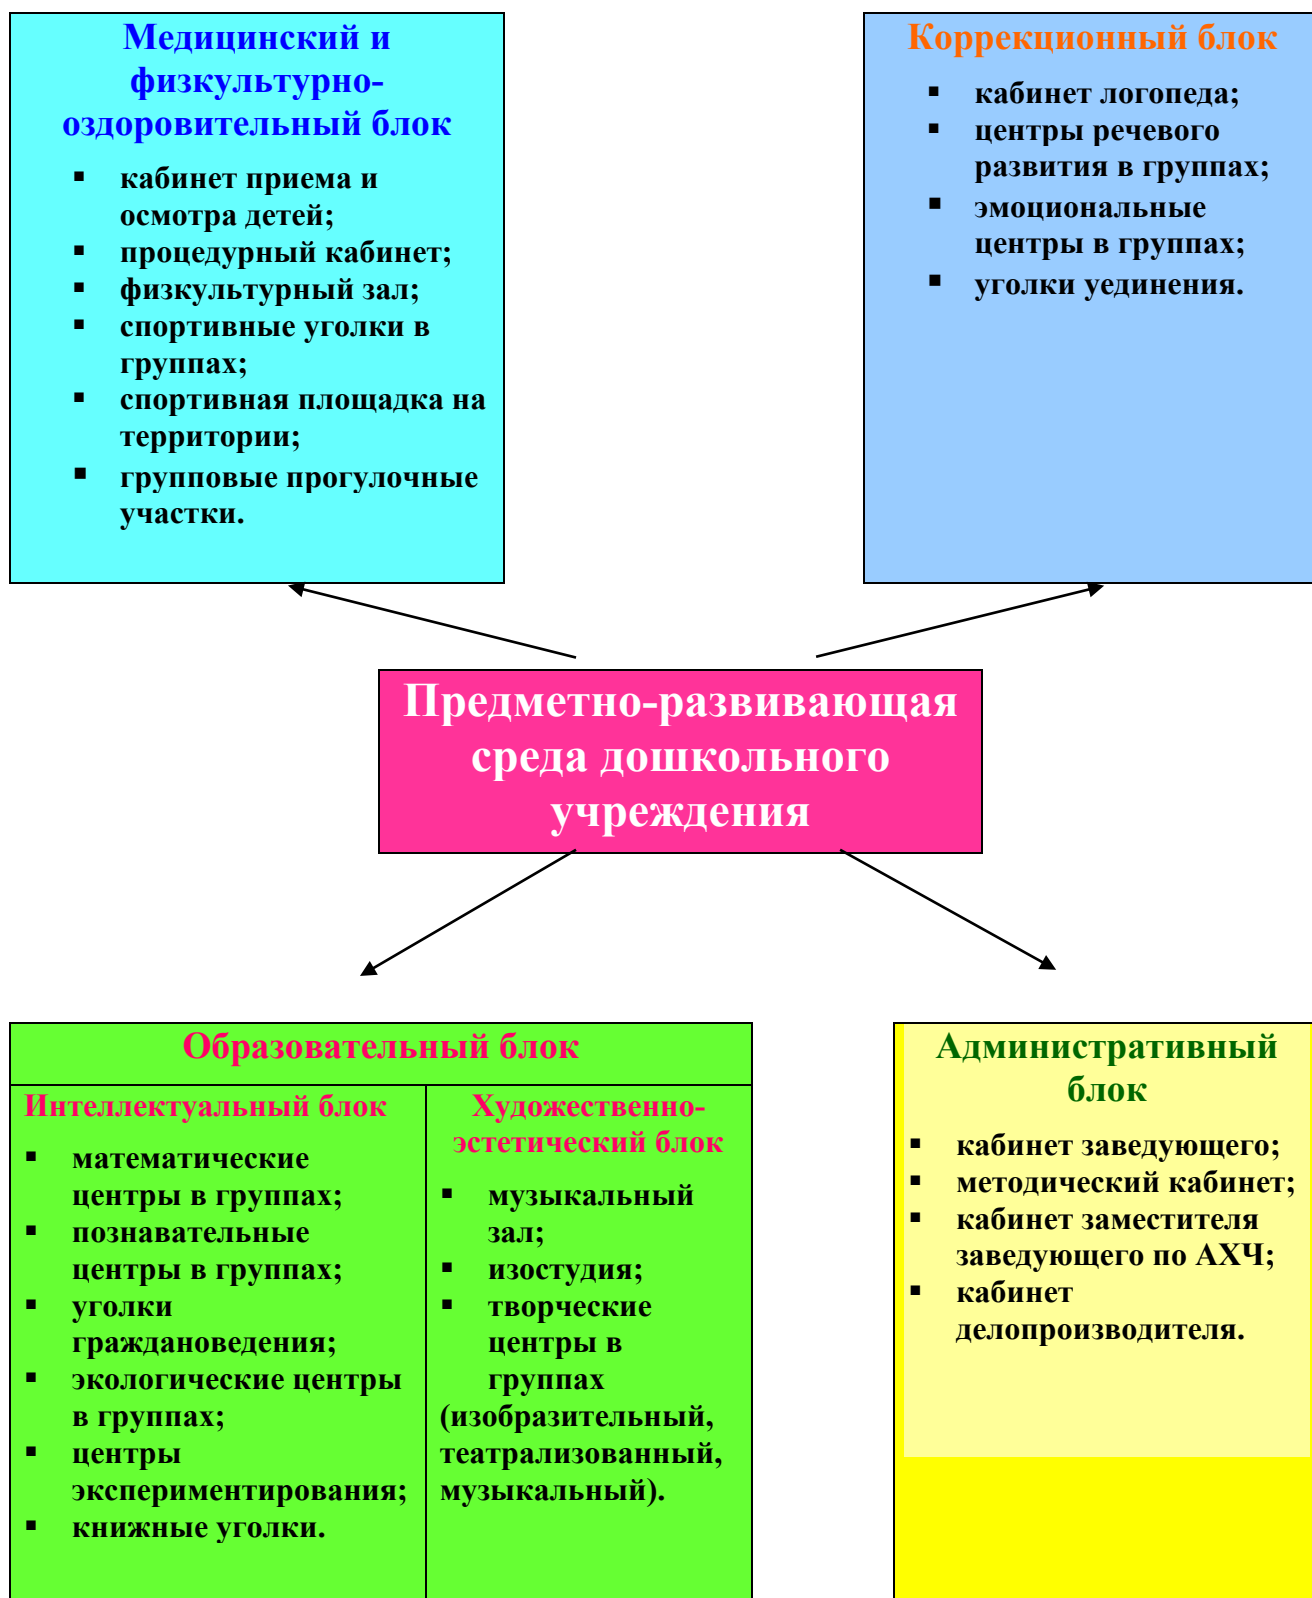 Медицинский и
физкультурно-
оздоровительный блок
▪ кабинет приема и
осмотра детей;
▪ процедурный кабинет;
▪ физкультурный зал;
▪ спортивные уголки в
группах;
▪ спортивная площадка на
территории;
▪ групповые прогулочные
участки.
Коррекционный блок
▪ кабинет логопеда;
▪ центры речевого
развития в группах;
▪ эмоциональные
центры в группах;
▪ уголки уединения.
Предметно-развивающая
среда дошкольного
учреждения
Образовательный блок
Интеллектуальный блок
▪ математические
центры в группах;
▪ познавательные
центры в группах;
▪ уголки
граждановедения;
▪ экологические центры
в группах;
▪ центры
экспериментирования;
▪ книжные уголки.
Художественно-
эстетический блок
▪ музыкальный
зал;
▪ изостудия;
▪ творческие
центры в
группах
(изобразительный,
театрализованный,
музыкальный).
Административный
блок
▪ кабинет заведующего;
▪ методический кабинет;
▪ кабинет заместителя
заведующего по АХЧ;
▪ кабинет
делопроизводителя.